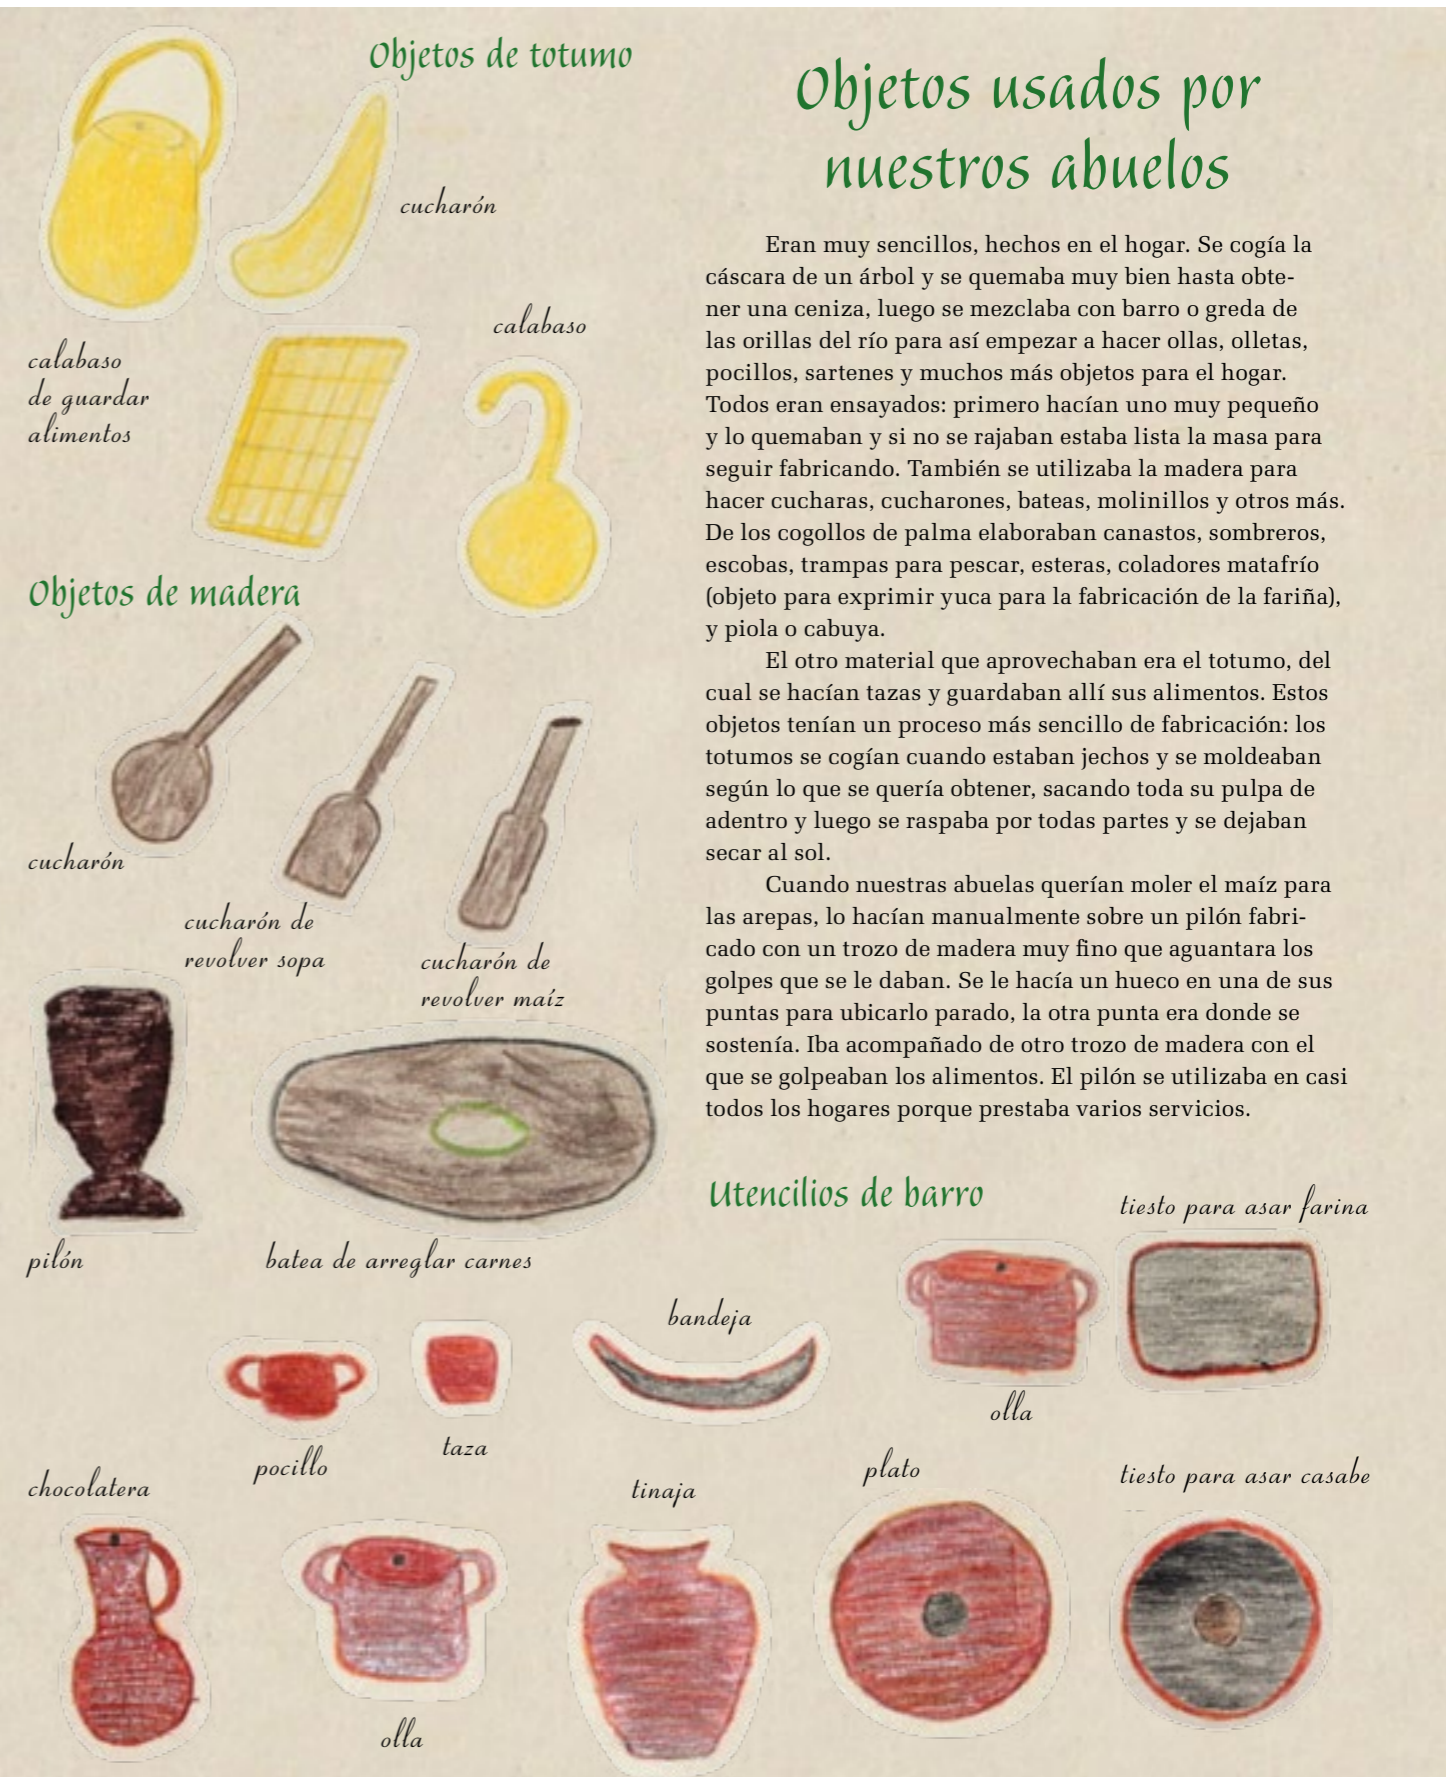 Objetos de totumo
cucharón
calabaso
de guardar
alimentos
calabaso
Objetos de madera
cucharón
cucharón de
revolver sopa
cucharón de
revolver maíz
pilón
batea de arreglar carnes
Objetos usados por
nuestros abuelos
Eran muy sencillos, hechos en el hogar. Se cogía la
cáscara de un árbol y se quemaba muy bien hasta obte-
ner una ceniza, luego se mezclaba con barro o greda de
las orillas del río para así empezar a hacer ollas, olletas,
pocillos, sartenes y muchos más objetos para el hogar.
Todos eran ensayados: primero hacían uno muy pequeño
y lo quemaban y si no se rajaban estaba lista la masa para
seguir fabricando. También se utilizaba la madera para
hacer cucharas, cucharones, bateas, molinillos y otros más.
De los cogollos de palma elaboraban canastos, sombreros,
escobas, trampas para pescar, esteras, coladores matafrío
(objeto para exprimir yuca para la fabricación de la fariña),
y piola o cabuya.
El otro material que aprovechaban era el totumo, del
cual se hacían tazas y guardaban allí sus alimentos. Estos
objetos tenían un proceso más sencillo de fabricación: los
totumos se cogían cuando estaban jechos y se moldeaban
según lo que se quería obtener, sacando toda su pulpa de
adentro y luego se raspaba por todas partes y se dejaban
secar al sol.
Cuando nuestras abuelas querían moler el maíz para
las arepas, lo hacían manualmente sobre un pilón fabri-
cado con un trozo de madera muy fino que aguantara los
golpes que se le daban. Se le hacía un hueco en una de sus
puntas para ubicarlo parado, la otra punta era donde se
sostenía. Iba acompañado de otro trozo de madera con el
que se golpeaban los alimentos. El pilón se utilizaba en casi
todos los hogares porque prestaba varios servicios.
Utencilios de barro
tiesto para asar farina
bandeja
olla
pocillo
taza
chocolatera
tinaja
plato
tiesto para asar casabe
olla